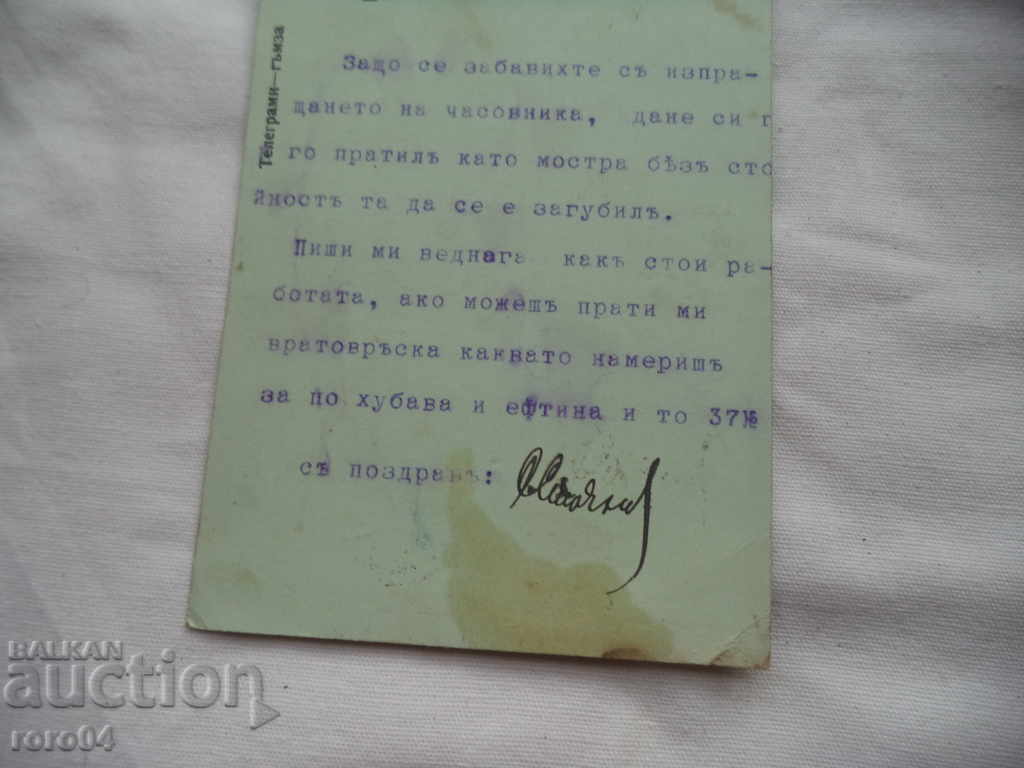 Телеграми—гъмза
Защо се забавихте съ изпра-
щането на часовника, дане си г
го пратилъ като мостра бѣзъ сто
йность та да се е загубилъ.
Пиши ми веднага какъ стои ра-
ботата, ако можешъ прати ми
вратоврѣска каквато намеришъ
за по хубава и ефтина и то 37№
съ поздравъ:
BALKAN
auction
roro04